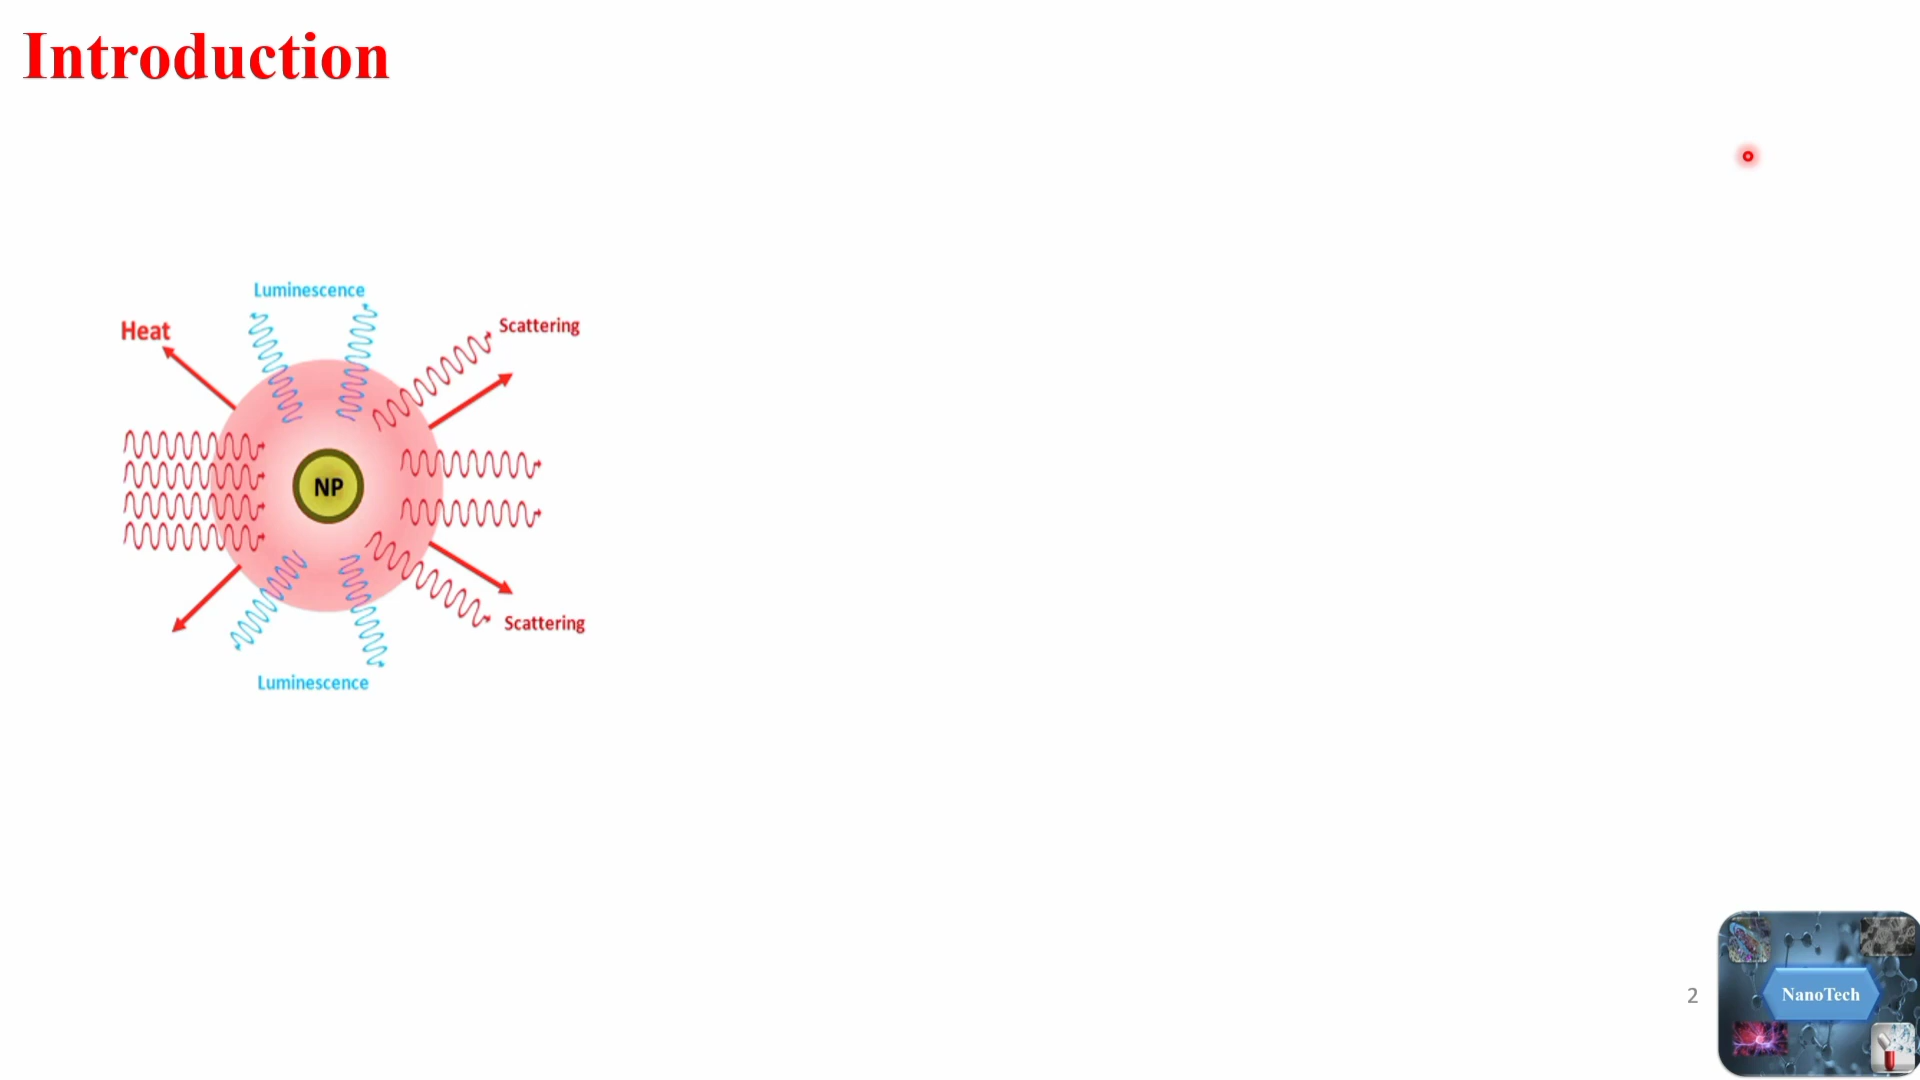 Introduction
Luminescence
Heat
Scattering
NP
Scattering
Luminescence
2
NanoTech